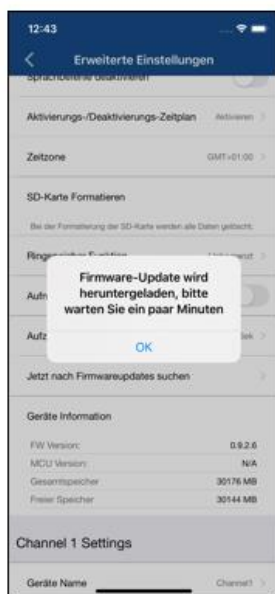 12:43
Erweiterte Einstellungen
Sprachbefehle deaktivieren
Aktivierungs-/Deaktivierungs-Zeitplan Aktivieren
Zeitzone GMT+01:00
SD-Karte Formatieren
Bei der Formatierung der SD-Karte werden alle Daten gelöscht.
Firmware-Update wird
heruntergeladen, bitte
warten Sie ein paar Minuten
OK
Jetzt nach Firmwareupdates suchen
Geräte Information
FW Version: 0.9.2.6
MCU Version: N/A
Gesamtspeicher 30176 MB
Freier Speicher 30144 MB
Channel 1 Settings
Geräte Name Channel1